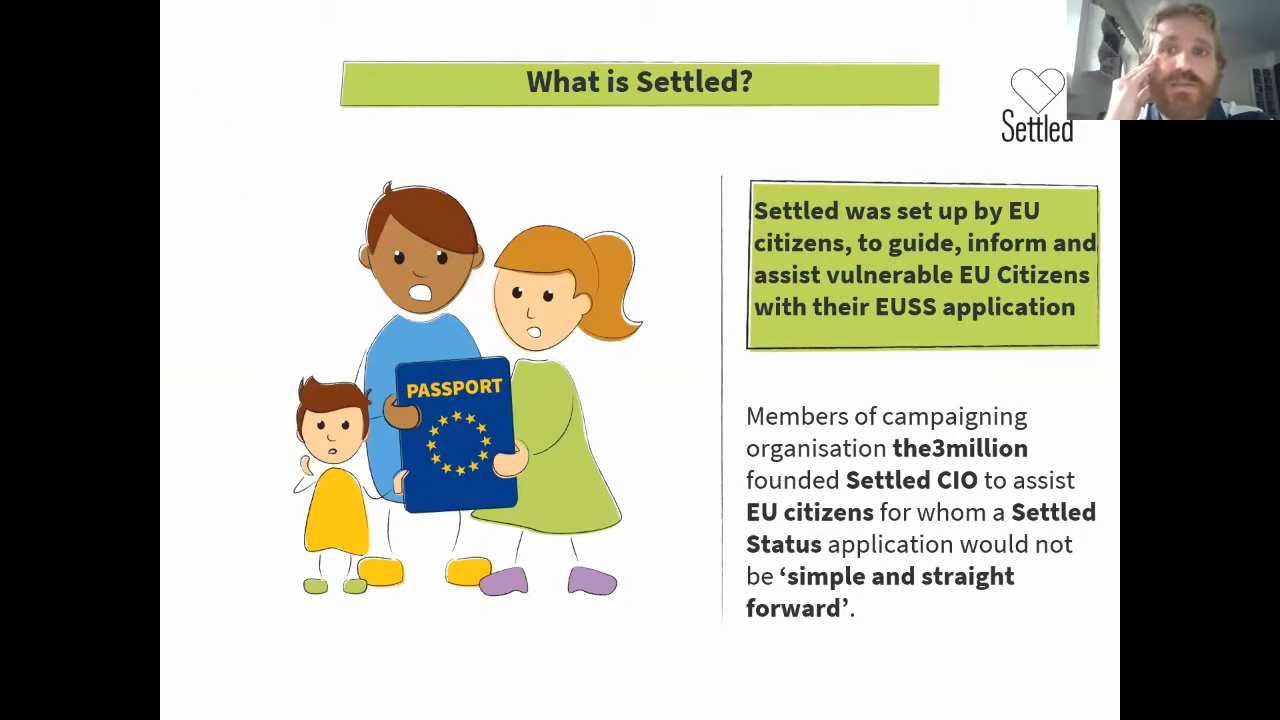 What is Settled?
Settled
Settled was set up by EU
citizens, to guide, inform and
assist vulnerable EU Citizens
with their EUSS application
PASSPORT
Members of campaigning
organisation the3million
founded Settled CIO to assist
EU citizens for whom a Settled
Status application would not
be ‘simple and straight
forward’.